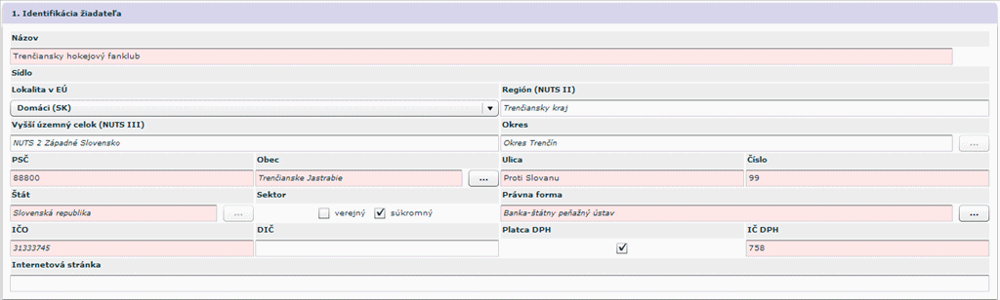 1. Identifikácia žiadateľa
Názov
Trenčiansky hokejový fanklub
Sídlo
Lokalita v EÚ Región (NUTS II)
Domáci (SK) Trenčiansky kraj
Vyšší územný celok (NUTS III) Okres
NUTS 2 Západné Slovensko Okres Trenčín ...
PSČ Obec Ulica Číslo
88800 Trenčianske Jastrabie ... Proti Slovanu 99
Štát Sektor Právna forma
Slovenská republika ... verejný súkromný Banka-štátny peňažný ústav ...
IČO DIČ Platca DPH IČ DPH
31333745 758
Internetová stránka